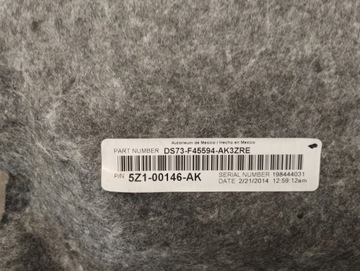 Autoneum de Mexico / Hecho en Mexico
PART NUMBER DS73-F45594-AK3ZRE
P/N 5Z1-00146-AK
SERIAL NUMBER 198444031
DATE 2/21/2014 12:59:12am